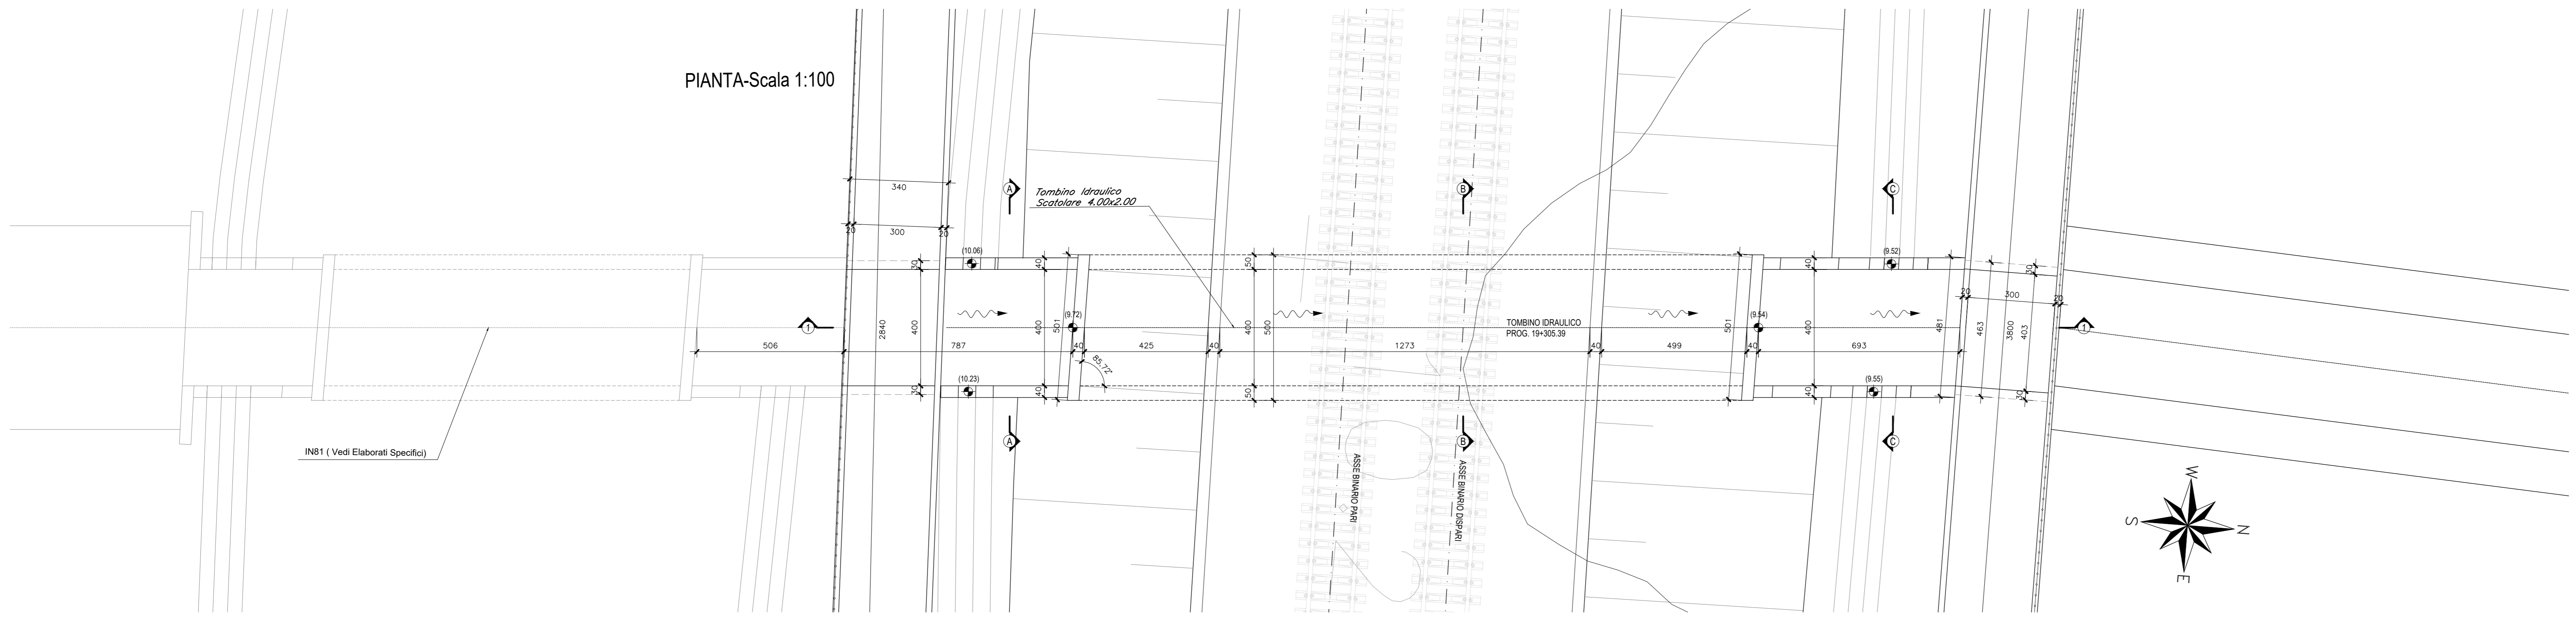 PIANTA-Scala 1:100
340
20
300
20
A
Tombino Idraulico
Scatolare 4.00x2.00
B
C
(10.06)
(9.52)
30
40
50
40
30
20
300
20
(9.72)
(9.54)
1
2840
400
400
501
400
500
TOMBINO IDRAULICO
PROG. 19+305.39
501
400
481
463
3800
403
1
506
787
40
425
40
1273
40
499
40
693
85.72°
(10.23)
(9.55)
30
40
50
40
30
A
B
C
IN81 ( Vedi Elaborati Specifici)
ASSE BINARIO PARI
ASSE BINARIO DISPARI
W
S
N
E